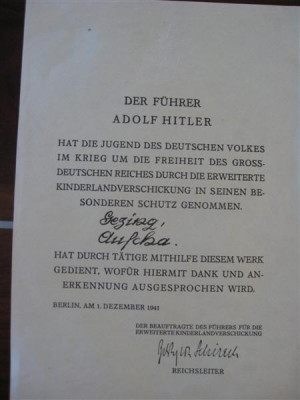 DER FÜHRER
ADOLF HITLER
HAT DIE JUGEND DES DEUTSCHEN VOLKES
IM KRIEG UM DIE FREIHEIT DES GROSS-
DEUTSCHEN REICHES DURCH DIE ERWEITERTE
KINDERLANDVERSCHICKUNG IN SEINEN BE-
SONDEREN SCHUTZ GENOMMEN.
HAT DURCH TÄTIGE MITHILFE DIESEM WERK
GEDIENT, WOFÜR HIERMIT DANK UND AN-
ERKENNUNG AUSGESPROCHEN WIRD.
BERLIN, AM 1. DEZEMBER 1941
DER BEAUFTRAGTE DES FÜHRERS FÜR DIE
ERWEITERTE KINDERLANDVERSCHICKUNG
Schirach
REICHSLEITER